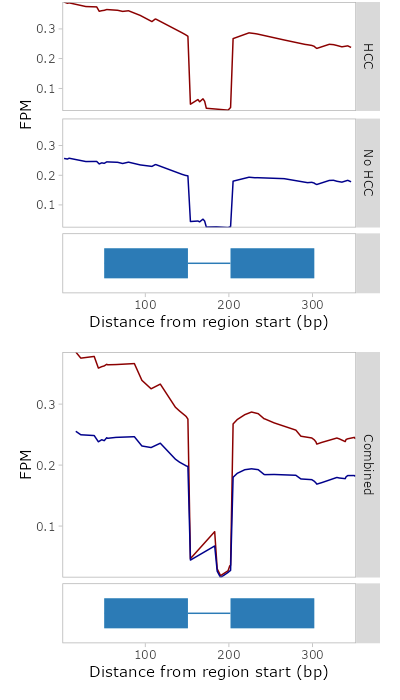 0.3
0.2
0.1
HCC
FPM
0.3
0.2
0.1
No HCC
100 200 300
Distance from region start (bp)
0.3
0.2
0.1
FPM
Combined
100 200 300
Distance from region start (bp)